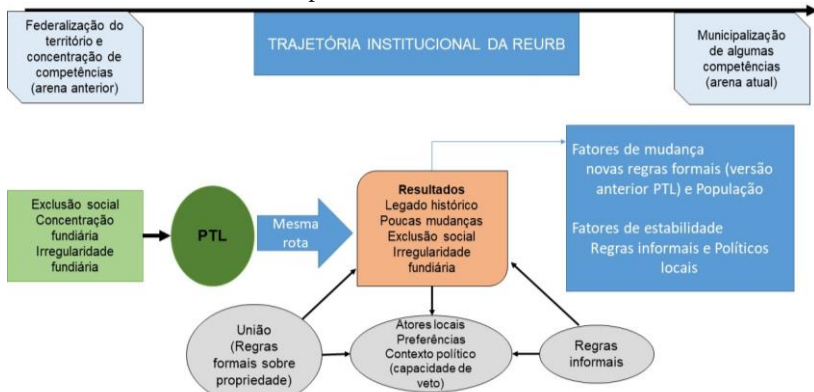 Federalização do
território e
concentração de
competências
(arena anterior)
TRAJETÓRIA INSTITUCIONAL DA REURB
Municipalização
de algumas
competências
(arena atual)
Exclusão social
Concentração
fundiária
Irregularidade
fundiária
PTL
Mesma
rota
Resultados
Legado histórico
Poucas mudanças
Exclusão social
Irregularidade
fundiária
Fatores de mudança
novas regras formais (versão
anterior PTL) e População
Fatores de estabilidade
Regras informais e Políticos
locais
União
(Regras
formais sobre
propriedade)
Atores locais
Preferências
Contexto político
(capacidade de
veto)
Regras
informais